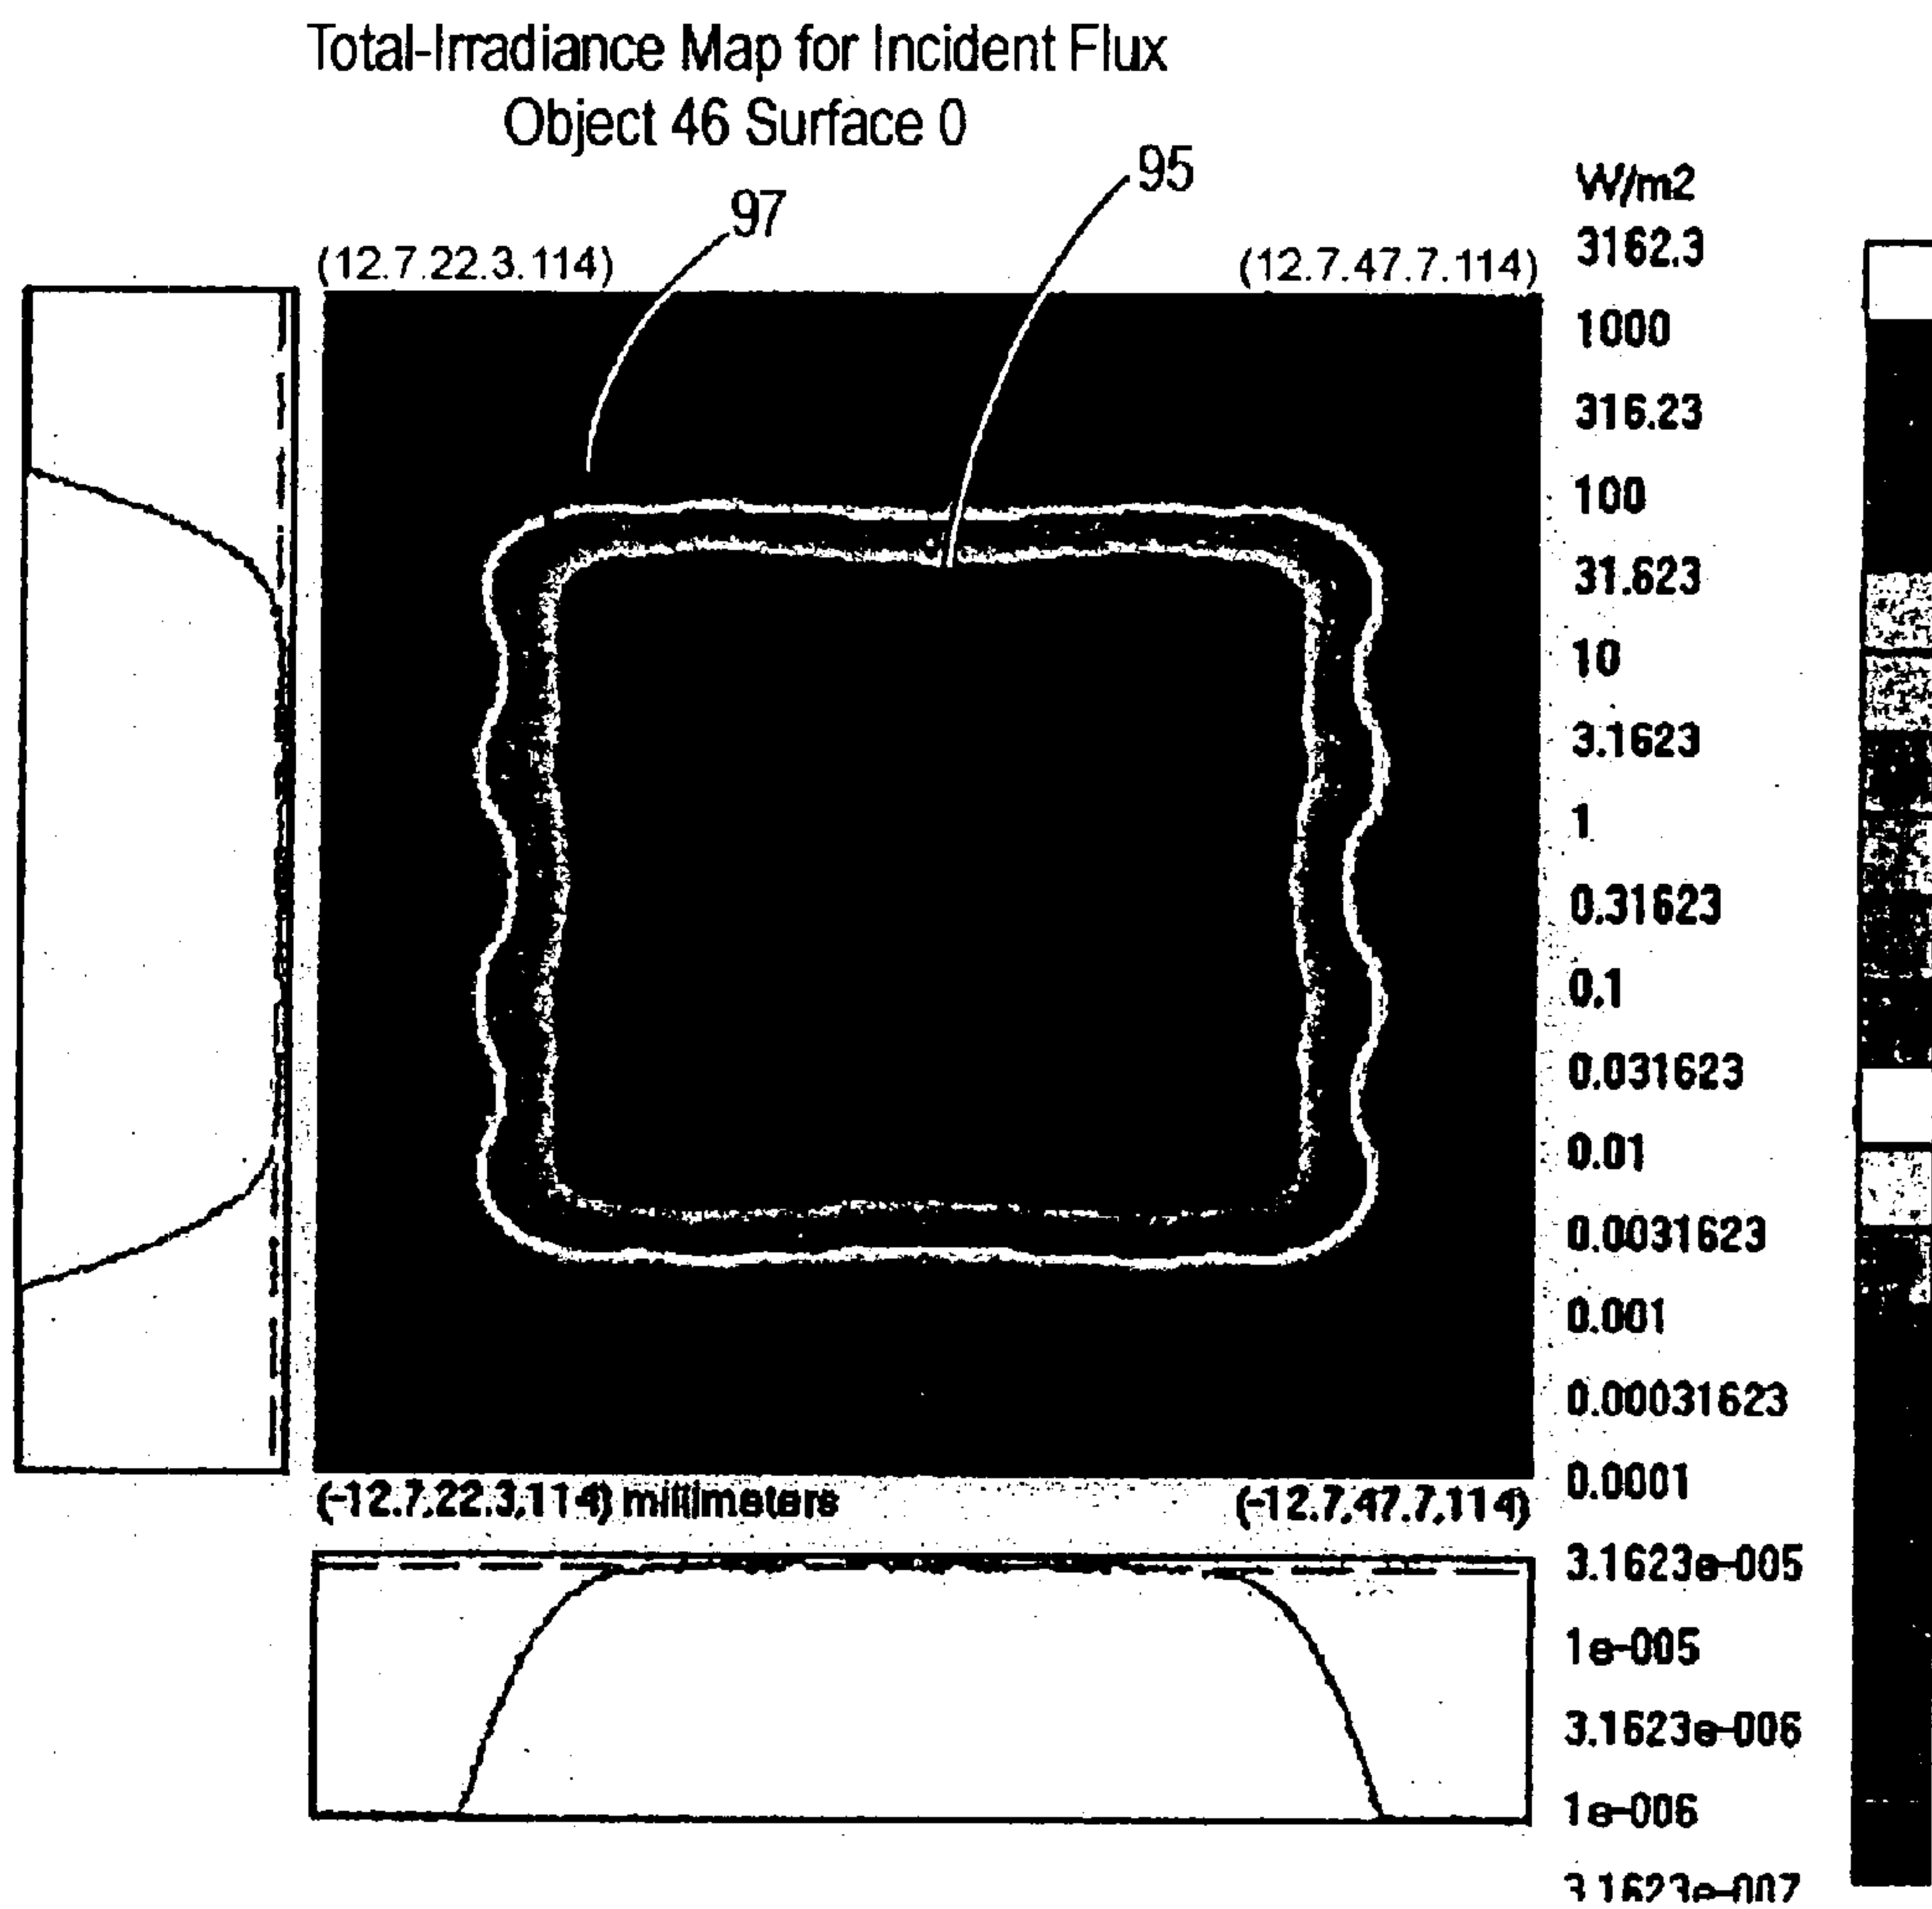 Total-Irradiance Map for Incident Flux
Object 46 Surface 0
97
95
(12.7.22.3.114)
(12.7.47.7.114)
W/m2
3162.3
1000
316.23
100
31.623
10
3.1623
1
0.31623
0.1
0.031623
0.01
0.0031623
0.001
0.00031623
0.0001
3.1623e-005
1e-005
3.1623e-006
1e-006
3.1623e-007
(-12.7,22.3,114) millimeters
(-12.7,47.7,114)